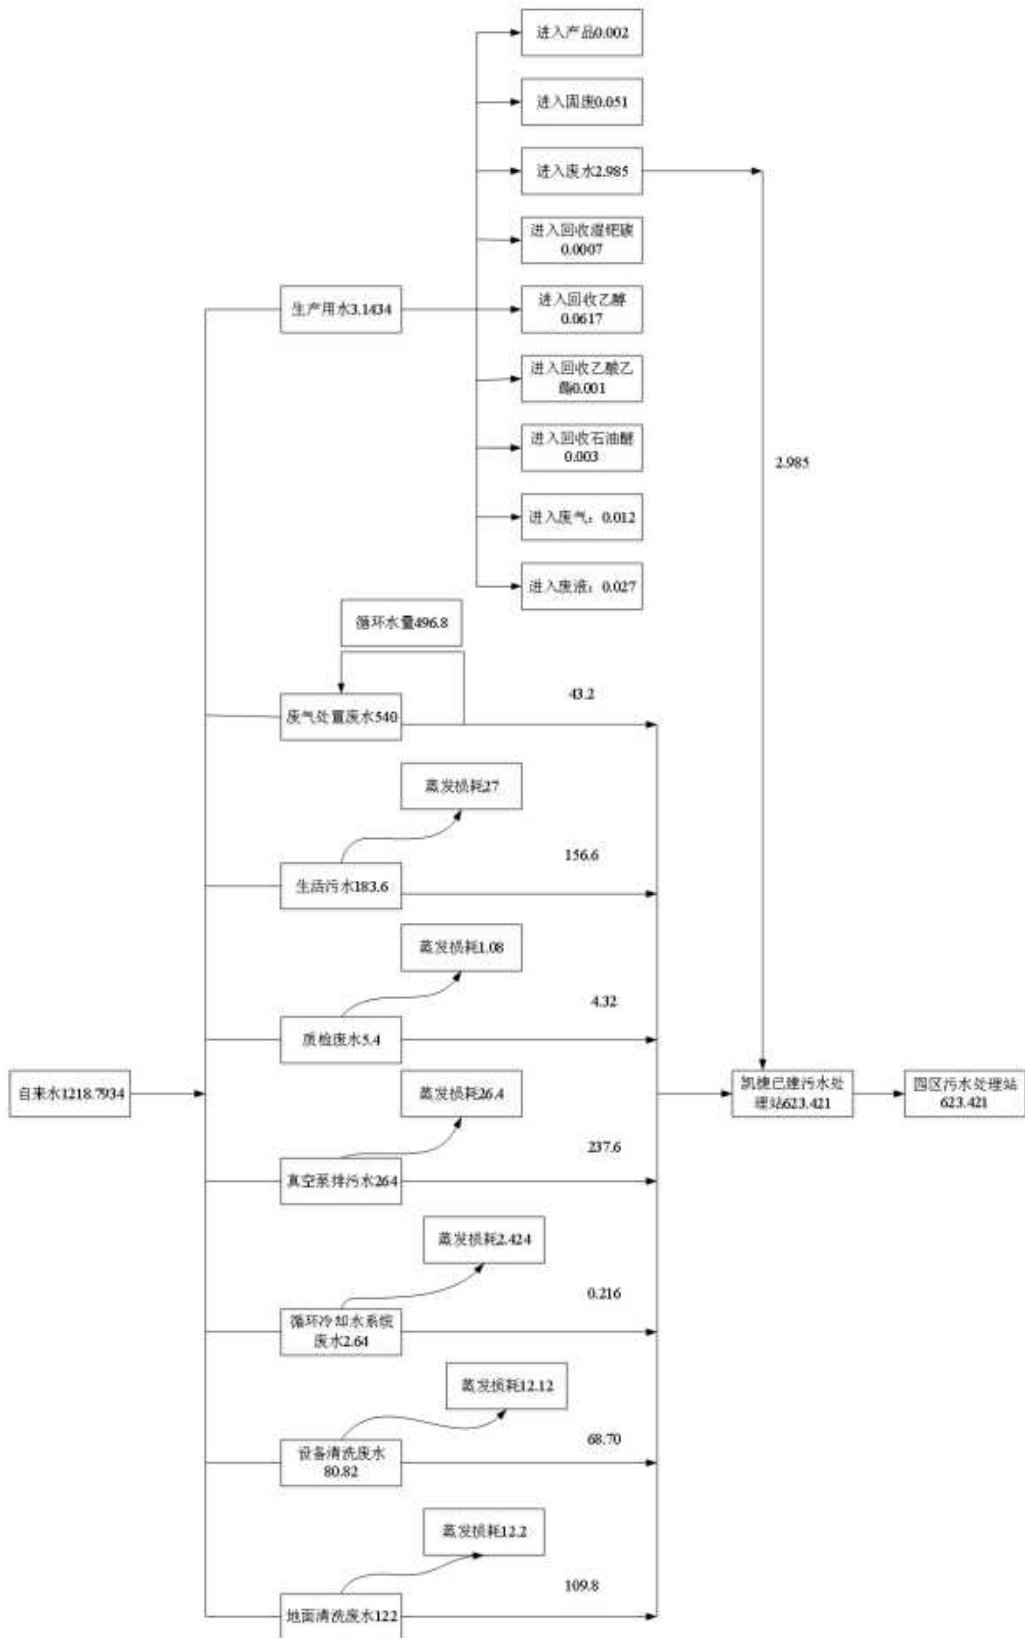 进入产品0.002
进入固废0.051
进入废水2.985
进入回收湿钯碳
0.0007
生产用水3.1434
进入回收乙醇
0.0617
进入回收乙酸乙
酯0.001
进入回收石油醚
0.003
2.985
进入废气：0.012
进入废液：0.027
循环水量496.8
43.2
废气处置废水540
蒸发损耗27
156.6
生活污水183.6
蒸发损耗1.08
4.32
质检废水5.4
自来水1218.7934
蒸发损耗26.4
凯捷已建污水处
理站623.421
园区污水处理站
623.421
237.6
真空泵排污水264
蒸发损耗2.424
0.216
循环冷却水系统
废水2.64
蒸发损耗12.12
68.70
设备清洗废水
80.82
蒸发损耗12.2
109.8
地面清洗废水122